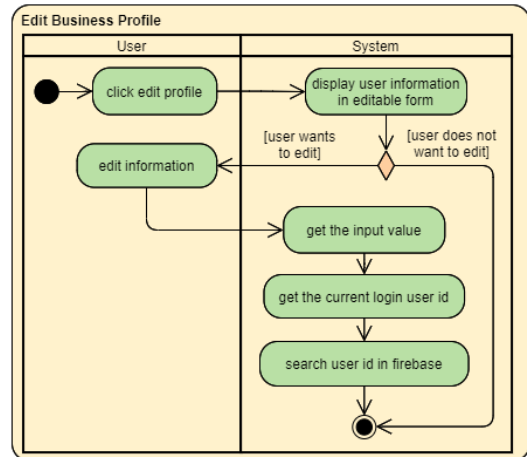 Edit Business Profile
User
System
click edit profile
display user information
in editable form
[user wants
to edit]
[user does not
want to edit]
edit information
get the input value
get the current login user id
search user id in firebase